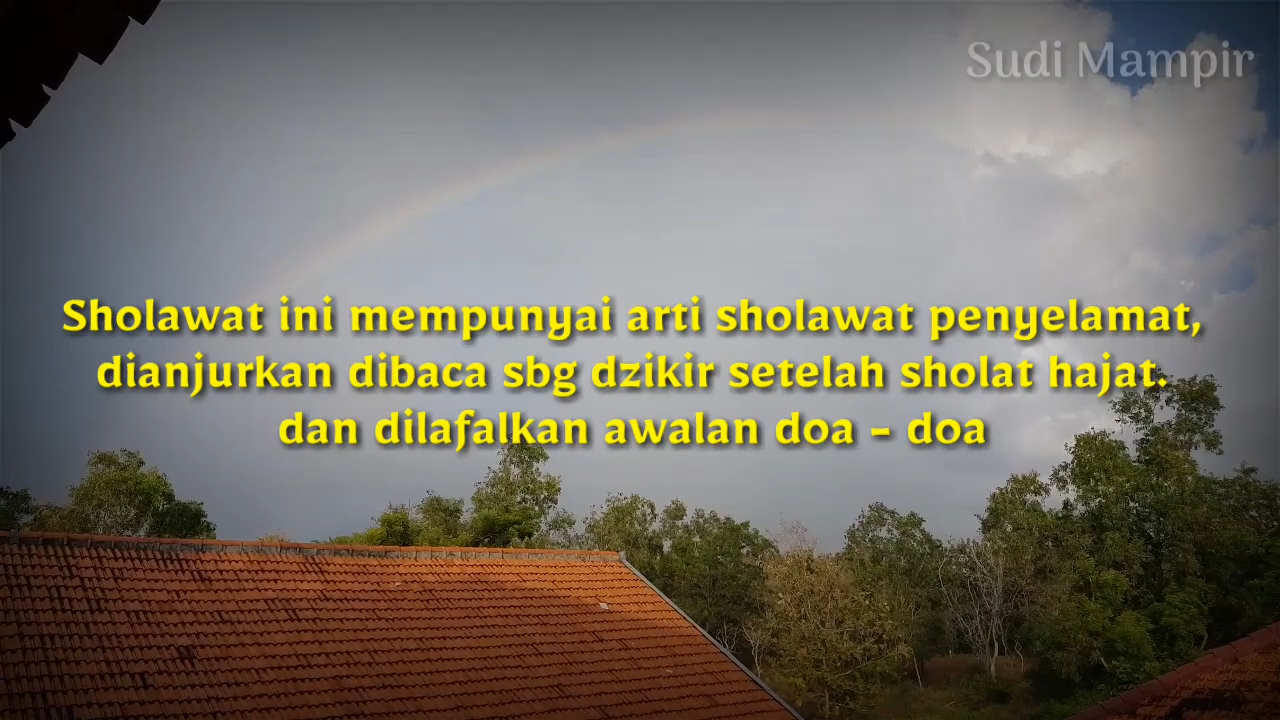 Sudi Mampir
Sholawat ini mempunyai arti sholawat penyelamat,
dianjurkan dibaca sbg dzikir setelah sholat hajat.
dan dilafalkan awalan doa - doa